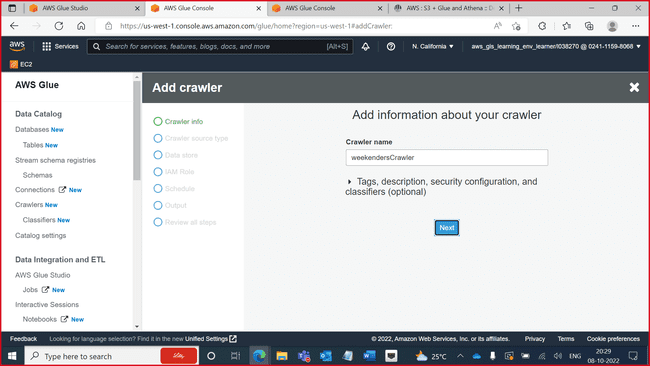 AWS Glue Studio
AWS Glue Console
AWS Glue Console
AWS : S3 + Glue and Athena :: De
https://us-west-1.console.aws.amazon.com/glue/home?region=us-west-1#addCrawler:
aws
Services
Search for services, features, blogs, docs, and more
[Alt+S]
N. California
aws_gls_learning_env_learner/i038270 @ 0241-1159-8068
EC2
AWS Glue
Data Catalog
Databases New
Tables New
Stream schema registries
Schemas
Connections New
Crawlers New
Classifiers New
Catalog settings
Data Integration and ETL
AWS Glue Studio
Jobs New
Interactive Sessions
Notebooks New
Add crawler
Crawler info
Crawler source type
Data store
IAM Role
Schedule
Output
Review all steps
Add information about your crawler
Crawler name
weekendersCrawler
Tags, description, security configuration, and
classifiers (optional)
Next
Feedback
Looking for language selection? Find it in the new Unified Settings
© 2022, Amazon Web Services, Inc. or its affiliates.
Privacy
Terms
Cookie preferences
Type here to search
25°C
ENG
20:29
08-10-2022